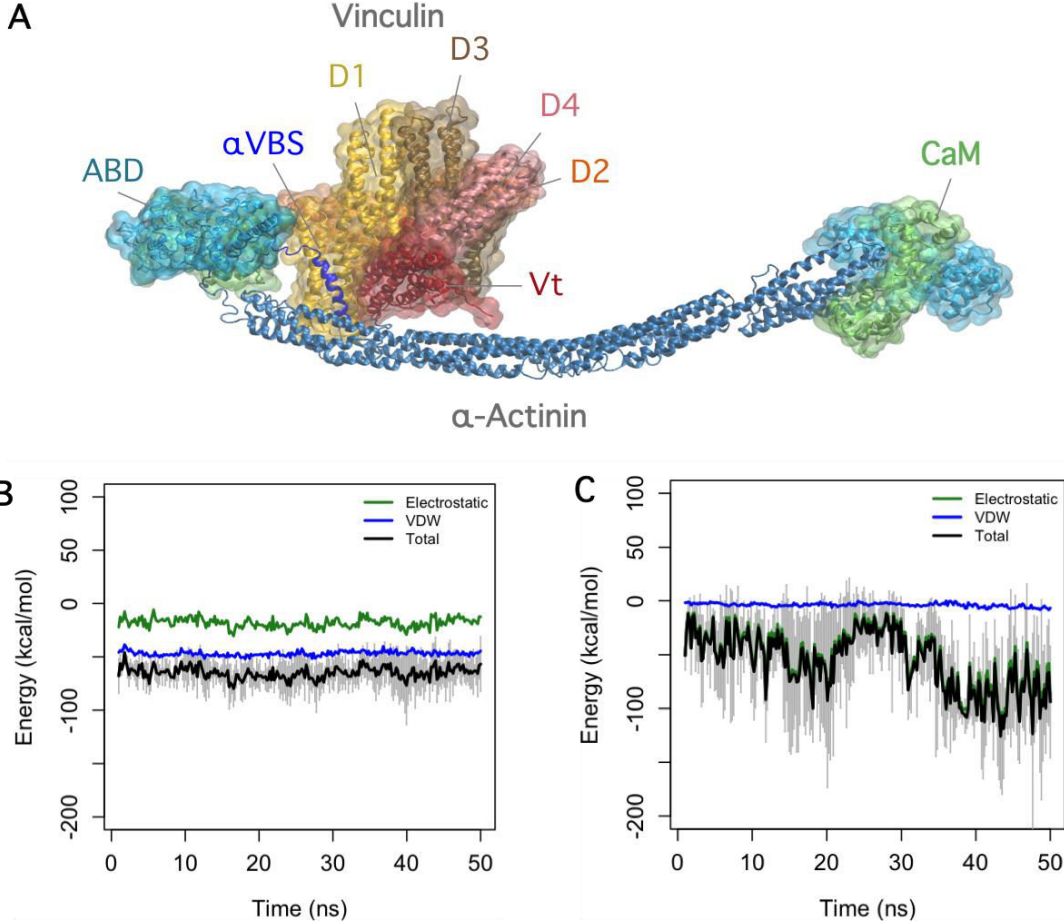 A
Vinculin
D3
D1
D4
αVBS
CaM
ABD
D2
Vt
α-Actinin
B
Electrostatic
VDW
Total
100
50
0
-100
-200
Energy (kcal/mol)
0 10 20 30 40 50
Time (ns)
C
Electrostatic
VDW
Total
100
50
0
-100
-200
Energy (kcal/mol)
0 10 20 30 40 50
Time (ns)